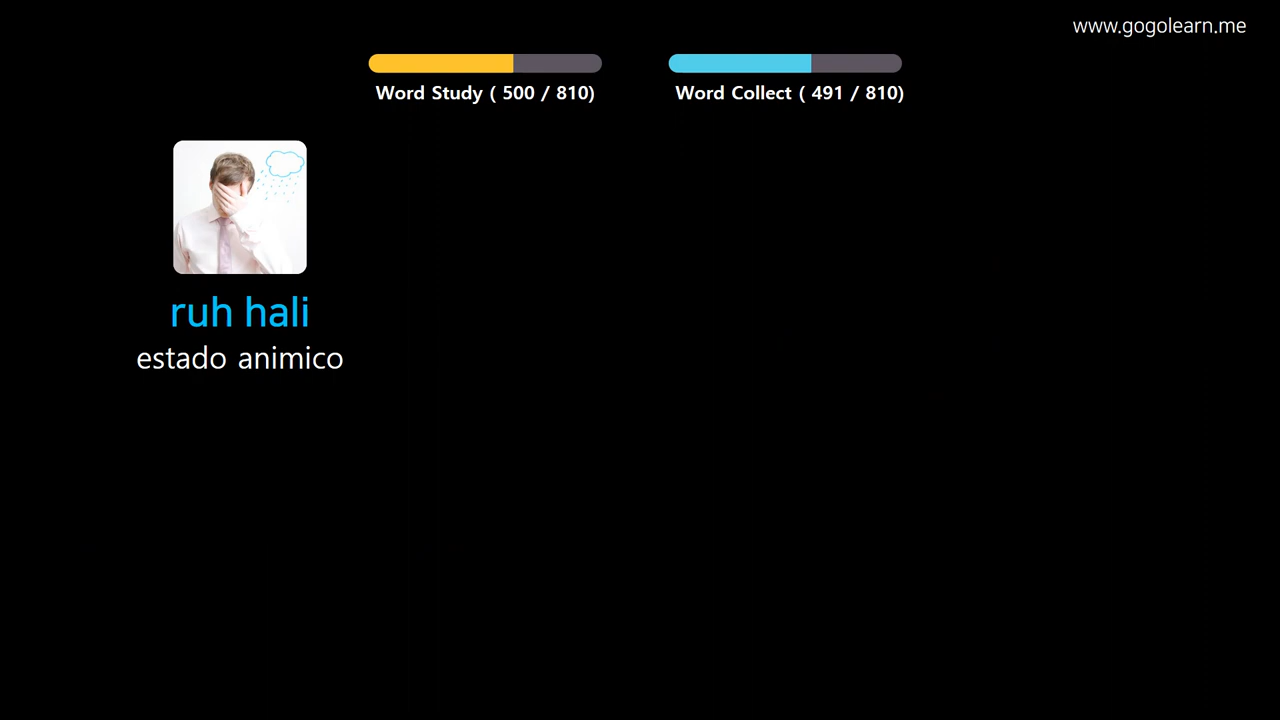 www.gogolearn.me
Word Study ( 500 / 810)
Word Collect ( 491 / 810)
ruh hali
estado animico